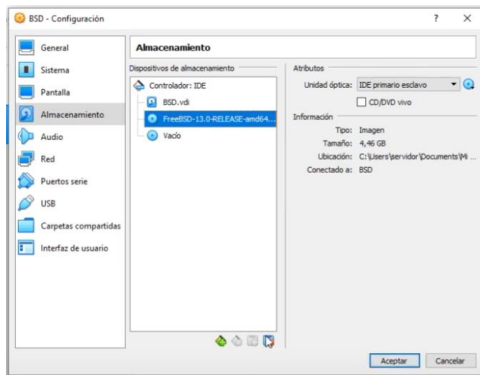 BSD - Configuración
? ×
General
Sistema
Pantalla
Almacenamiento
Audio
Red
Puertos serie
USB
Carpetas compartidas
Interfaz de usuario
Almacenamiento
Dispositivos de almacenamiento
Controlador: IDE
BSD.vdi
FreeBSD-13.0-RELEASE-amd64...
Vacío
Atributos
Unidad óptica: IDE primario esclavo
CD/DVD vivo
Información
Tipo: Imagen
Tamaño: 4,46 GB
Ubicación: C:\Users\servidor\Documents\Mi ...
Conectado a: BSD
Aceptar Cancelar